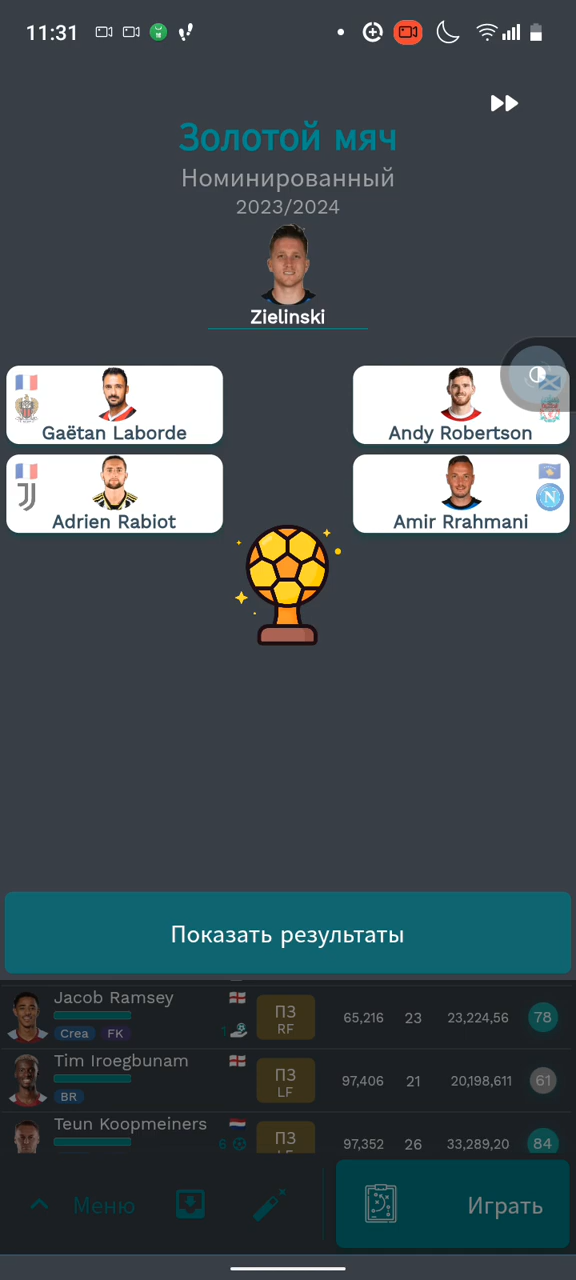 11:31
Золотой мяч
Номинированный
2023/2024
Zielinski
Gaëtan Laborde
Andy Robertson
Adrien Rabiot
Amir Rrahmani
Показать результаты
Jacob Ramsey
Crea FK
1
ПЗ
RF
65,216 23 23,224,56 78
Tim Iroegbunam
BR
ПЗ
LF
97,406 21 20,198,611 61
Teun Koopmeiners
6
ПЗ
97,352 26 33,289,20 84
Меню
Играть